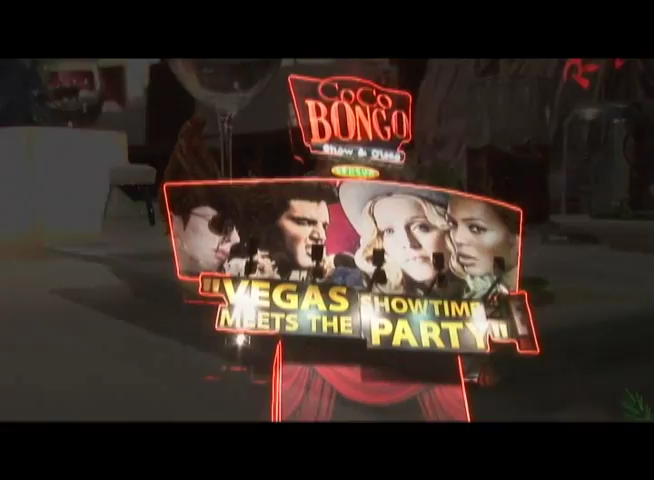 COCO
BONGO
Show & Disco
"VEGAS SHOWTIME
MEETS THE PARTY"